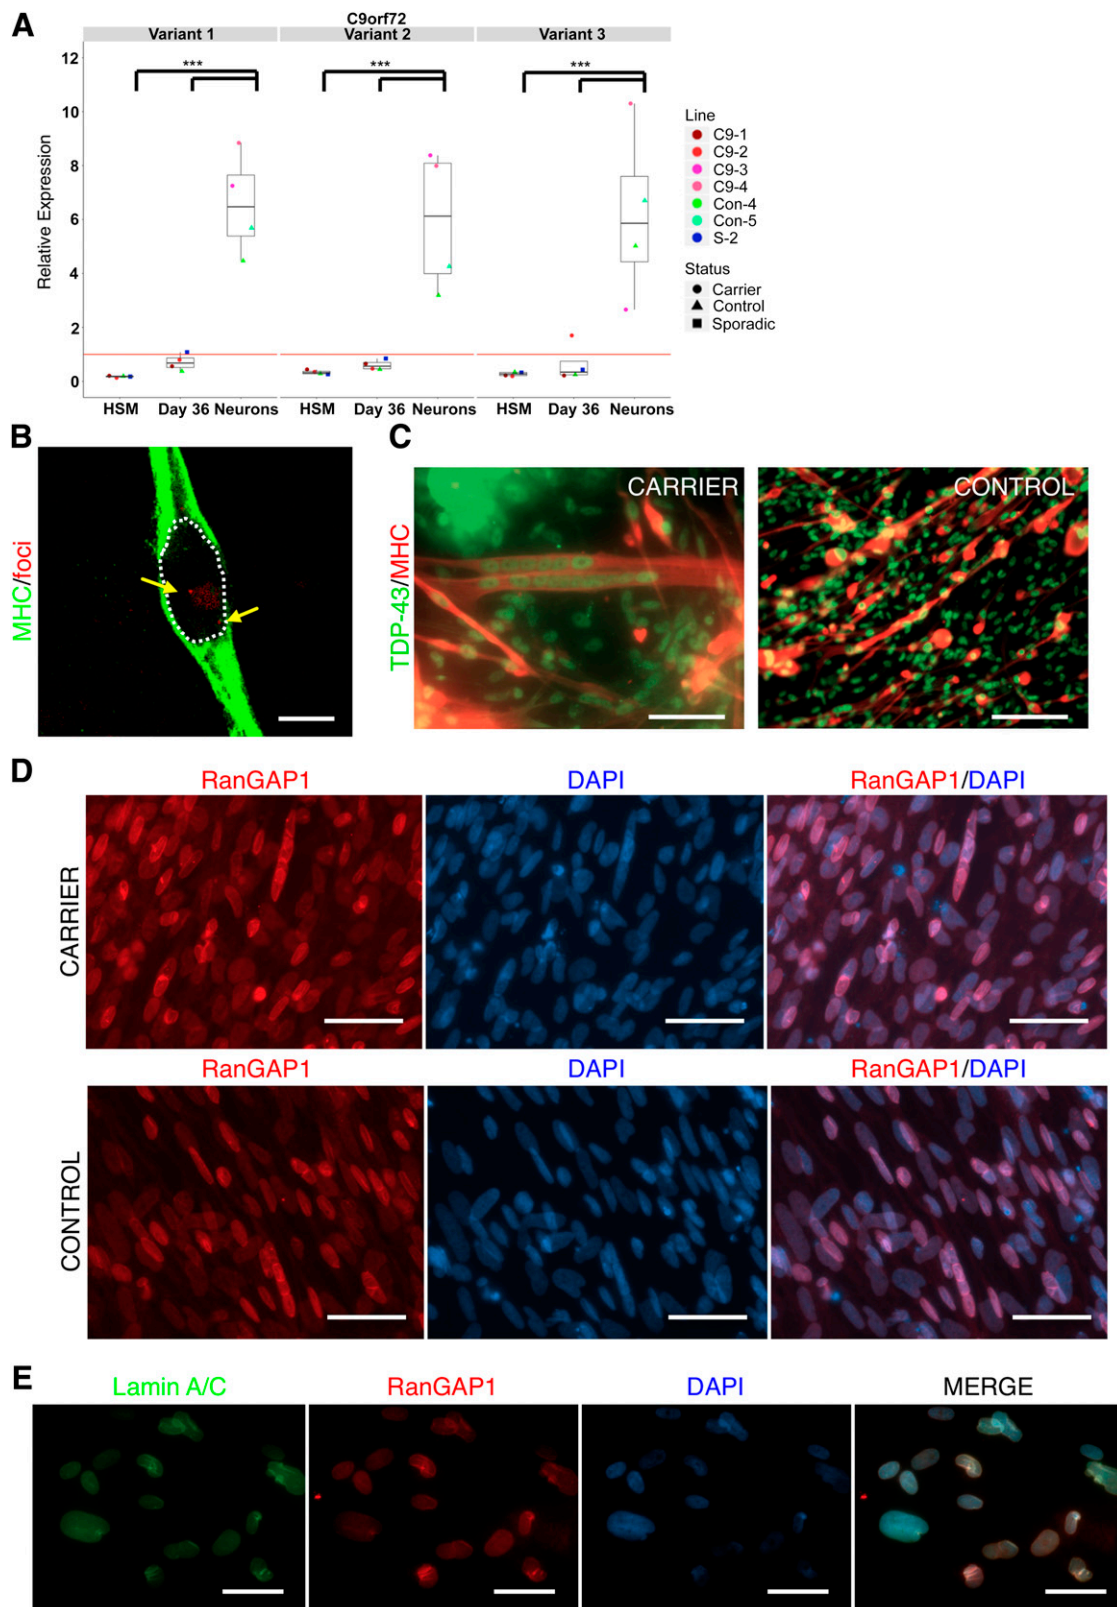 A
C9orf72
Variant 1 Variant 2 Variant 3
*** *** ***
Relative Expression
12
10
8
6
4
2
0
HSM Day 36 Neurons HSM Day 36 Neurons HSM Day 36 Neurons
Line
C9-1
C9-2
C9-3
C9-4
Con-4
Con-5
S-2
Status
Carrier
Control
Sporadic
B
MHC/foci
C
TDP-43/MHC
CARRIER
CONTROL
D
RanGAP1 DAPI RanGAP1/DAPI
CARRIER
RanGAP1 DAPI RanGAP1/DAPI
CONTROL
E
Lamin A/C RanGAP1 DAPI MERGE